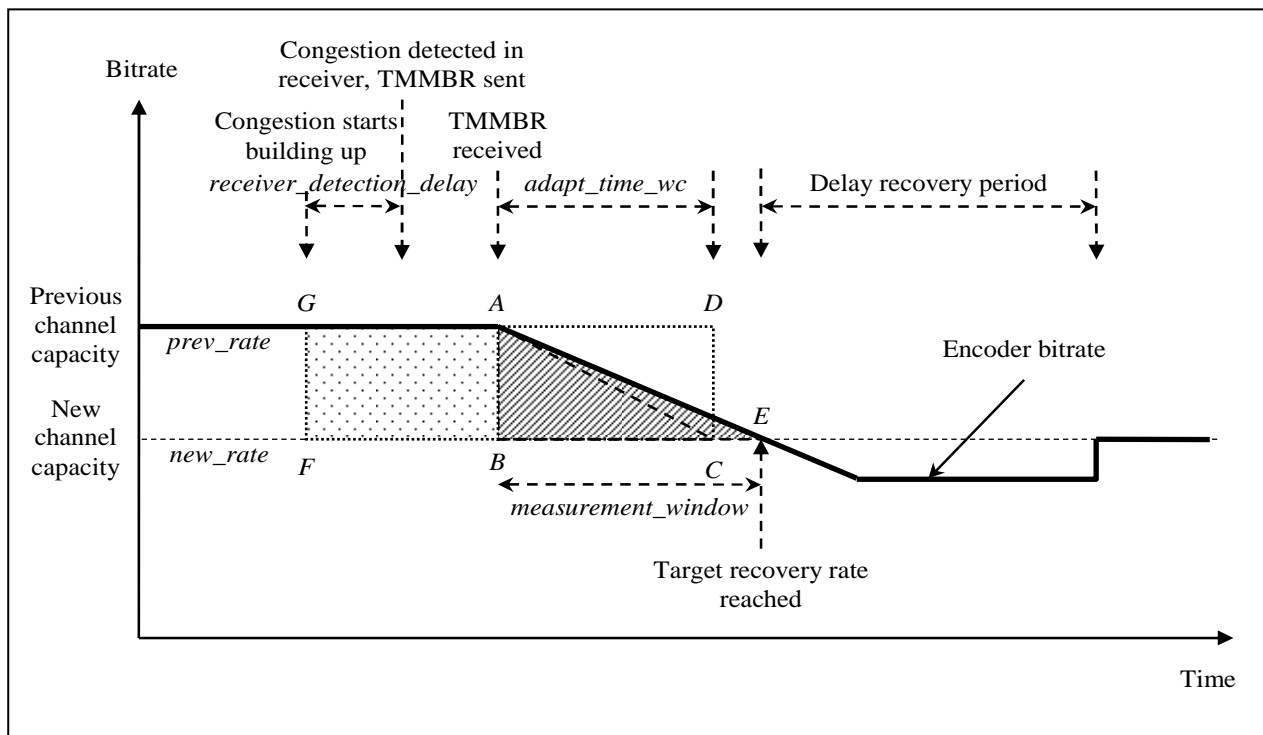 Congestion detected in
receiver, TMMBR sent
Bitrate
Congestion starts
building up
TMMBR
received
receiver_detection_delay
adapt_time_wc
Delay recovery period
Previous
channel
capacity
G
A
D
prev_rate
Encoder bitrate
New
channel
capacity
E
new_rate
F
B
C
measurement_window
Target recovery rate
reached
Time